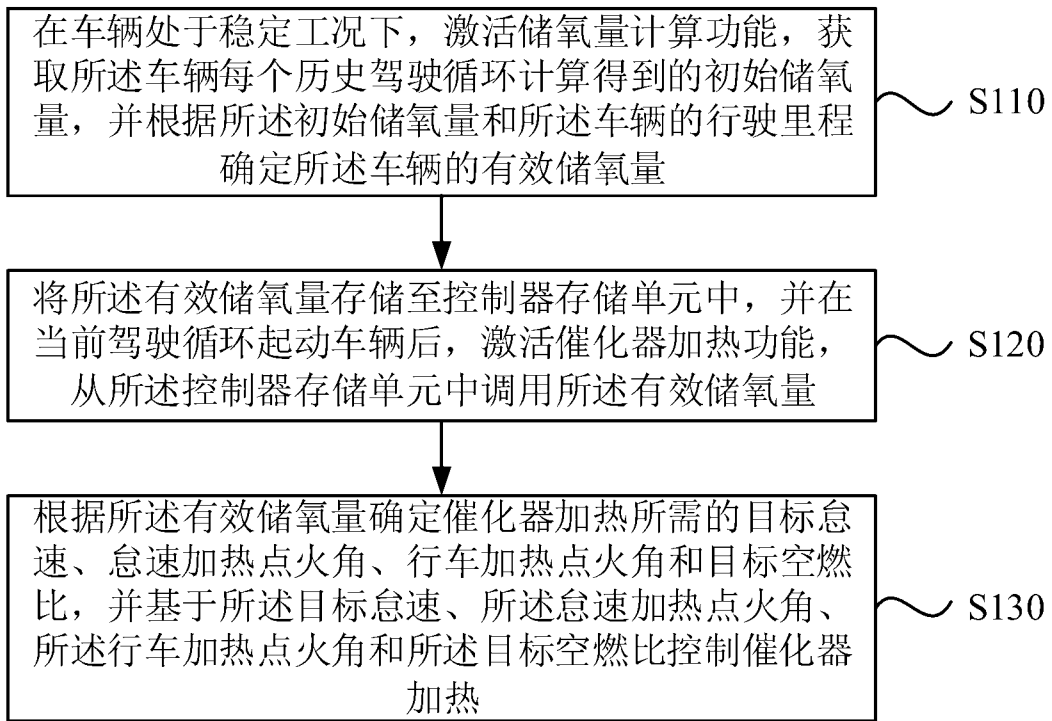 在车辆处于稳定工况下，激活储氧量计算功能，获
取所述车辆每个历史驾驶循环计算得到的初始储氧
量，并根据所述初始储氧量和所述车辆的行驶里程
确定所述车辆的有效储氧量
S110
将所述有效储氧量存储至控制器存储单元中，并在
当前驾驶循环起动车辆后，激活催化器加热功能，
从所述控制器存储单元中调用所述有效储氧量
S120
根据所述有效储氧量确定催化器加热所需的目标怠
速、怠速加热点火角、行车加热点火角和目标空燃
比，并基于所述目标怠速、所述怠速加热点火角、
所述行车加热点火角和所述目标空燃比控制催化器
加热
S130